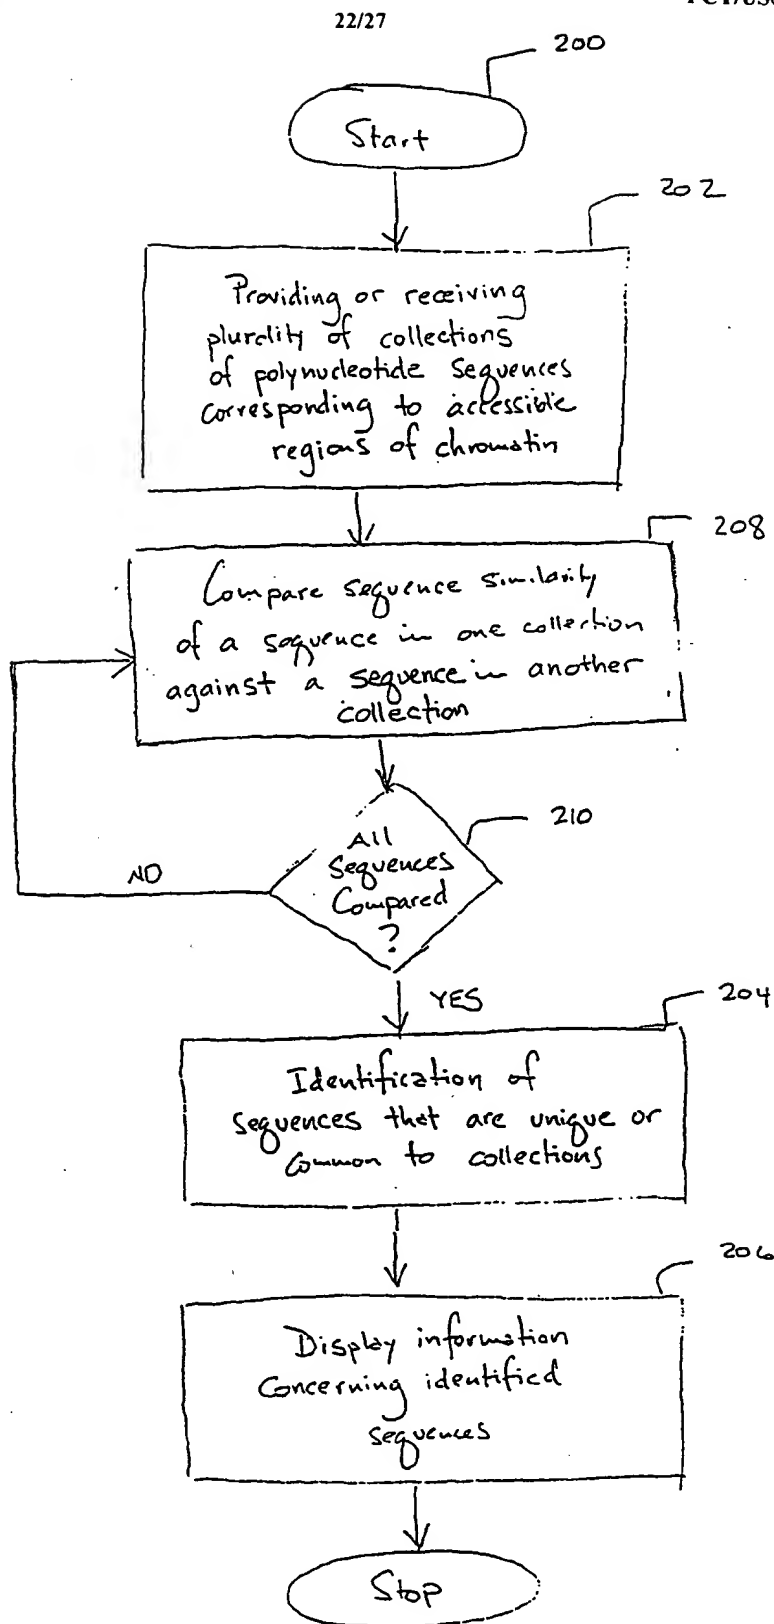 22/27
200
Start
202
Providing or receiving
plurality of collections
of polynucleotide sequences
corresponding to accessible
regions of chromatin
208
Compare sequence similarity
of a sequence in one collection
against a sequence in another
collection
210
All
Sequences
Compared
?
NO
YES
204
Identification of
sequences that are unique or
common to collections
206
Display information
concerning identified
sequences
Stop